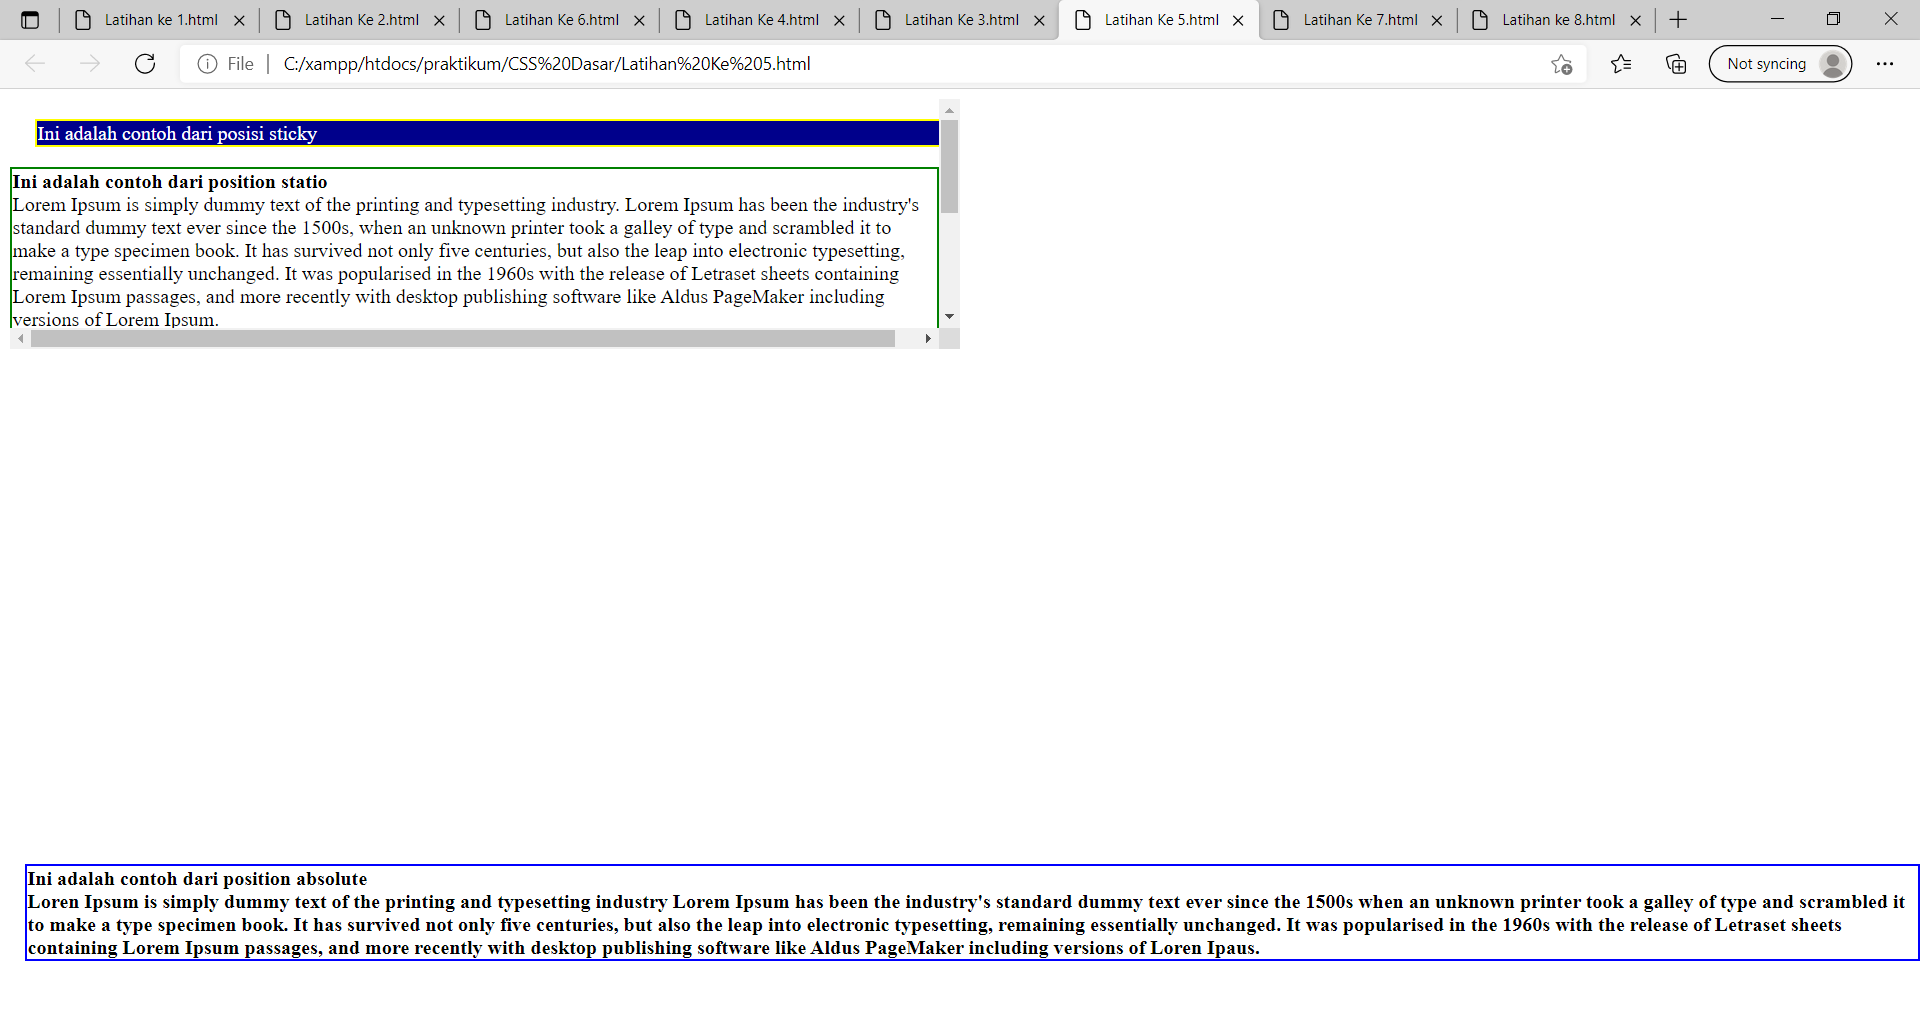 Latihan ke 1.html
Latihan Ke 2.html
Latihan Ke 6.html
Latihan Ke 4.html
Latihan Ke 3.html
Latihan Ke 5.html
Latihan Ke 7.html
Latihan ke 8.html
File
C:/xampp/htdocs/praktikum/CSS%20Dasar/Latihan%20Ke%205.html
Not syncing
Ini adalah contoh dari posisi sticky
Ini adalah contoh dari position statio
Lorem Ipsum is simply dummy text of the printing and typesetting industry. Lorem Ipsum has been the industry's
standard dummy text ever since the 1500s, when an unknown printer took a galley of type and scrambled it to
make a type specimen book. It has survived not only five centuries, but also the leap into electronic typesetting,
remaining essentially unchanged. It was popularised in the 1960s with the release of Letraset sheets containing
Lorem Ipsum passages, and more recently with desktop publishing software like Aldus PageMaker including
versions of Lorem Ipsum.
Ini adalah contoh dari position absolute
Loren Ipsum is simply dummy text of the printing and typesetting industry Lorem Ipsum has been the industry's standard dummy text ever since the 1500s when an unknown printer took a galley of type and scrambled it
to make a type specimen book. It has survived not only five centuries, but also the leap into electronic typesetting, remaining essentially unchanged. It was popularised in the 1960s with the release of Letraset sheets
containing Lorem Ipsum passages, and more recently with desktop publishing software like Aldus PageMaker including versions of Loren Ipaus.